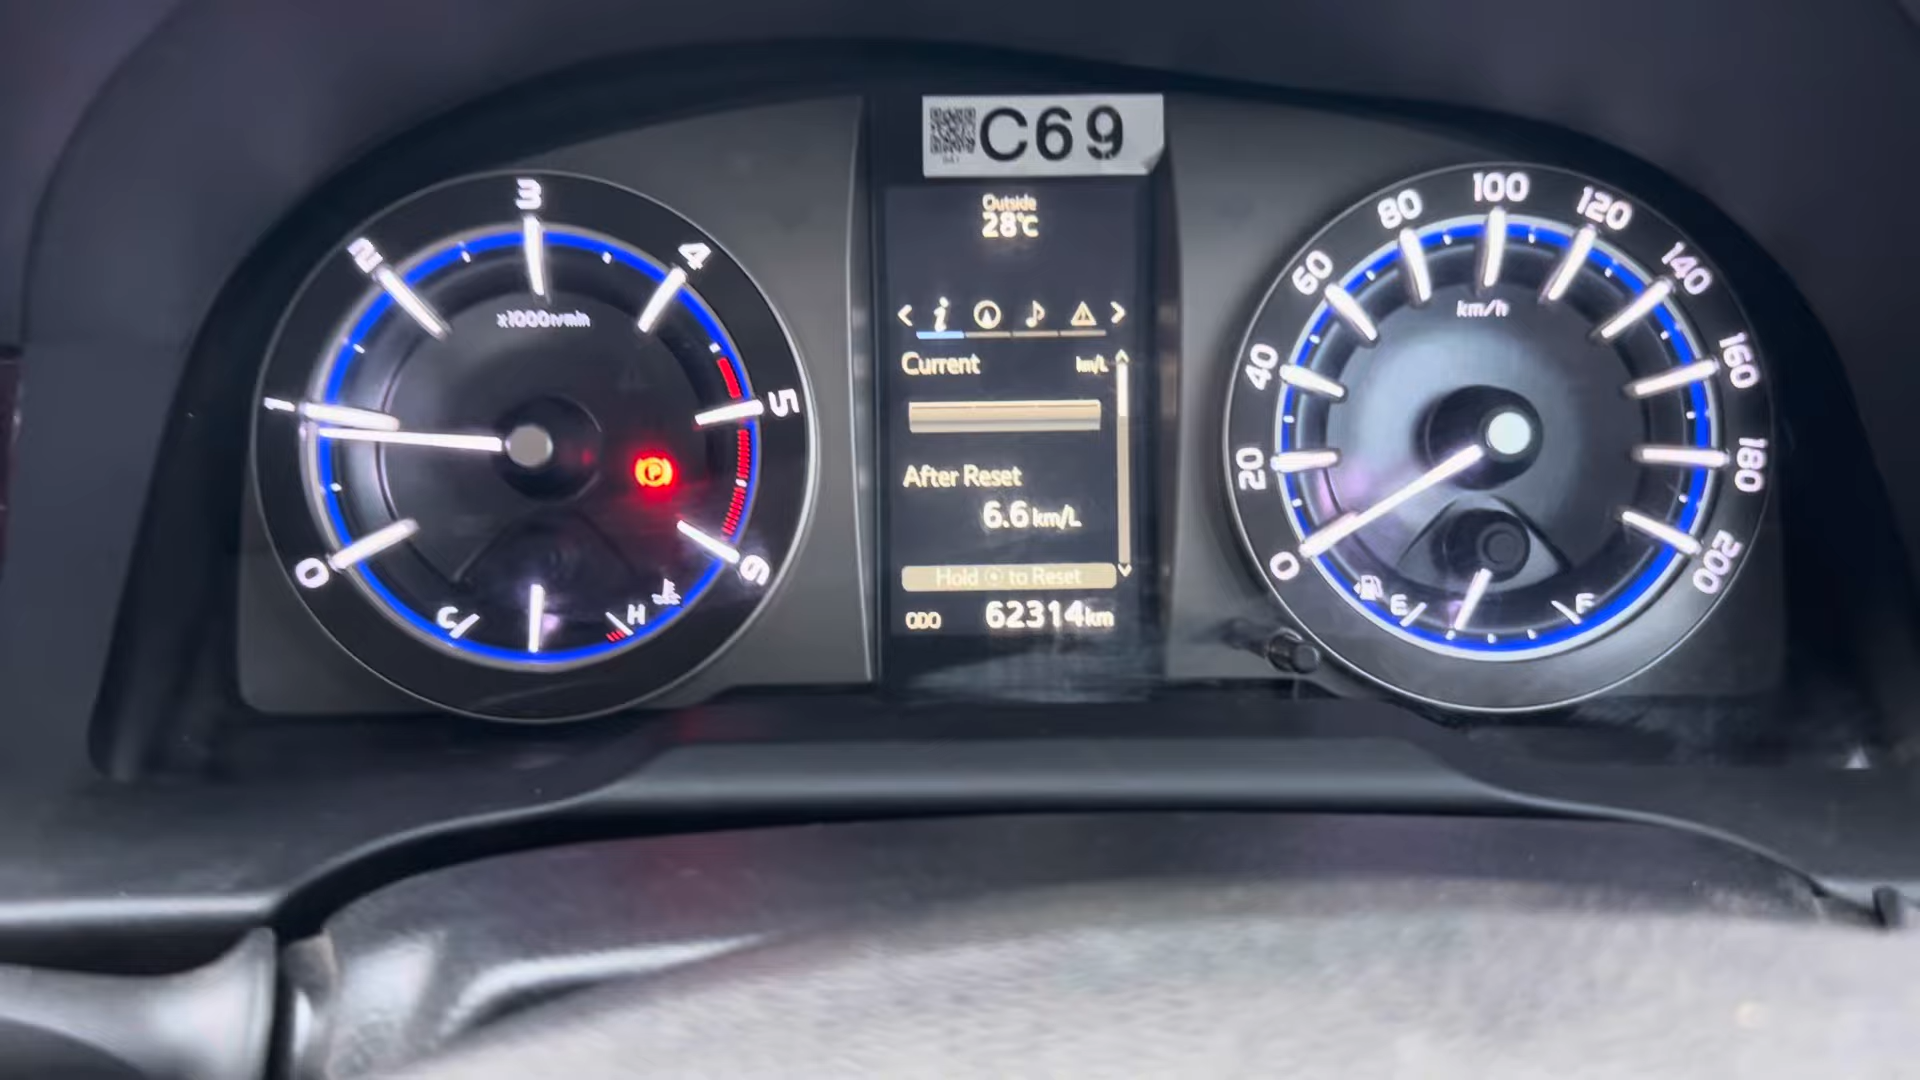 C69
Outside
28°C
Current km/L
After Reset
6.6 km/L
Hold to Reset
ODO 62314 km
0
1
2
3
4
5
6
x1000r/min
C
H
0
20
40
60
80
100
120
140
160
180
200
km/h
E
F
P